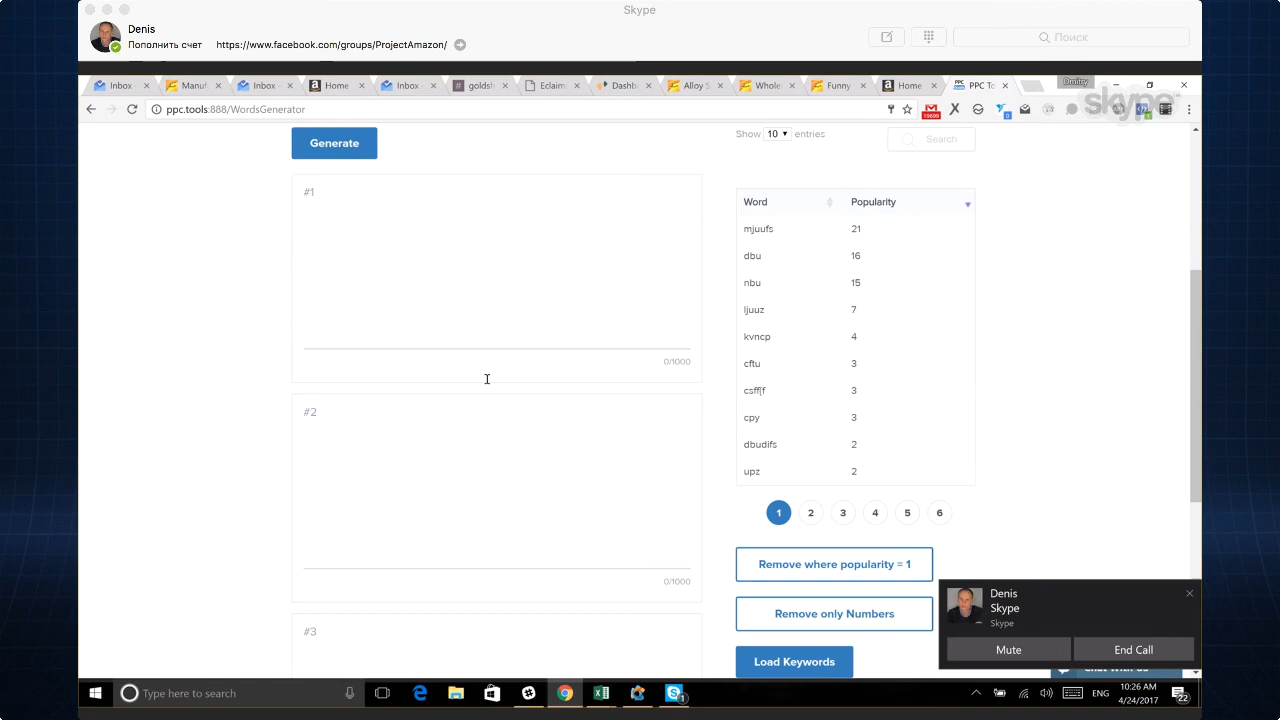 Skype
Denis
Пополнить счет https://www.facebook.com/groups/ProjectAmazon/
Поиск
Inbox
Manuf
Inbox
Home
Inbox
goldsh
Eclaim
Dashb
Alloy S
Whole
Funny
Home
PPC To
Dmitry
ppc.tools:888/WordsGenerator
19699
skype™
Generate
Show 10 entries
Search
#1
0/1000
#2
0/1000
#3
Word Popularity
mjuufs 21
dbu 16
nbu 15
ljuuz 7
kvncp 4
cftu 3
csff[f 3
cpy 3
dbudifs 2
upz 2
1 2 3 4 5 6
Remove where popularity = 1
Remove only Numbers
Load Keywords
Denis
Skype
Skype
Mute
End Call
Type here to search
ENG
10:26 AM
4/24/2017
22